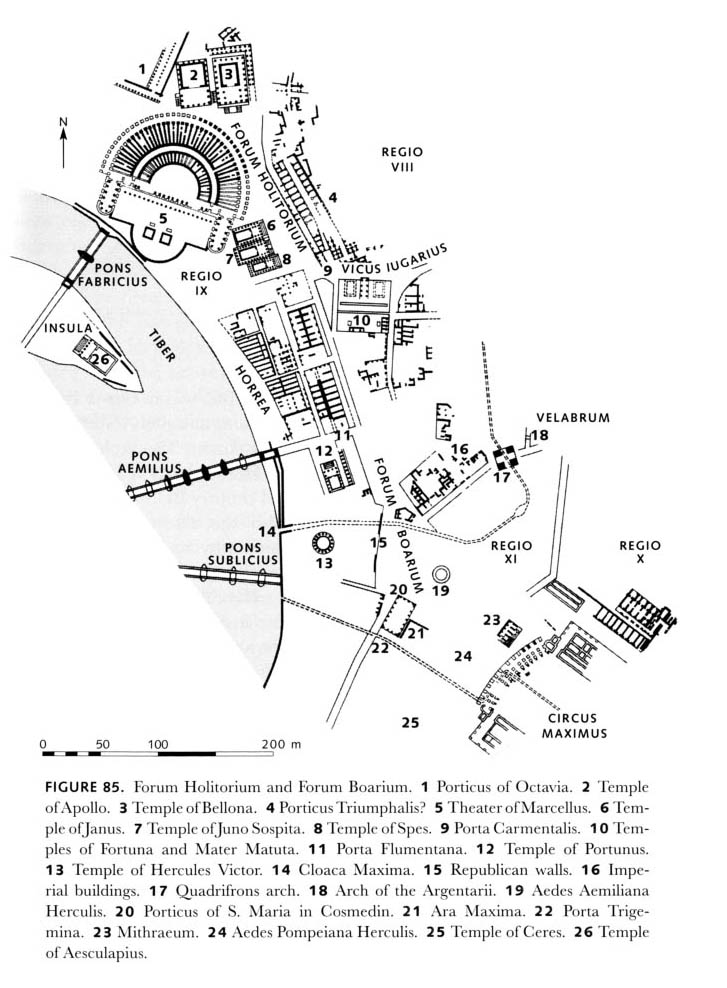 1
2
3
N
FORUM HOLITORIUM
REGIO
VIII
4
5
6
7
8
9
VICUS IUGARIUS
PONS
FABRICIUS
REGIO
IX
10
INSULA
26
TIBER
HORREA
11
VELABRUM
16
18
17
PONS
AEMILIUS
12
FORUM
BOARIUM
14
15
13
PONS
SUBLICIUS
REGIO
XI
REGIO
X
19
20
21
22
23
24
25
CIRCUS
MAXIMUS
0 50 100 200 m
FIGURE 85. Forum Holitorium and Forum Boarium. 1 Porticus of Octavia. 2 Temple
of Apollo. 3 Temple of Bellona. 4 Porticus Triumphalis? 5 Theater of Marcellus. 6 Tem-
ple of Janus. 7 Temple of Juno Sospita. 8 Temple of Spes. 9 Porta Carmentalis. 10 Tem-
ples of Fortuna and Mater Matuta. 11 Porta Flumentana. 12 Temple of Portunus.
13 Temple of Hercules Victor. 14 Cloaca Maxima. 15 Republican walls. 16 Impe-
rial buildings. 17 Quadrifrons arch. 18 Arch of the Argentarii. 19 Aedes Aemiliana
Herculis. 20 Porticus of S. Maria in Cosmedin. 21 Ara Maxima. 22 Porta Trige-
mina. 23 Mithraeum. 24 Aedes Pompeiana Herculis. 25 Temple of Ceres. 26 Temple
of Aesculapius.